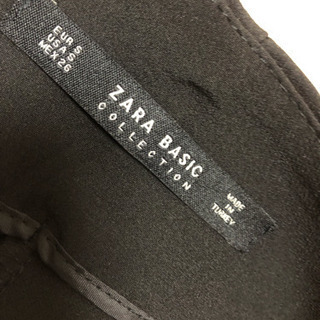 EUR S
USA S
MEX 26
ZARA BASIC
COLLECTION
MADE
IN
TURKEY